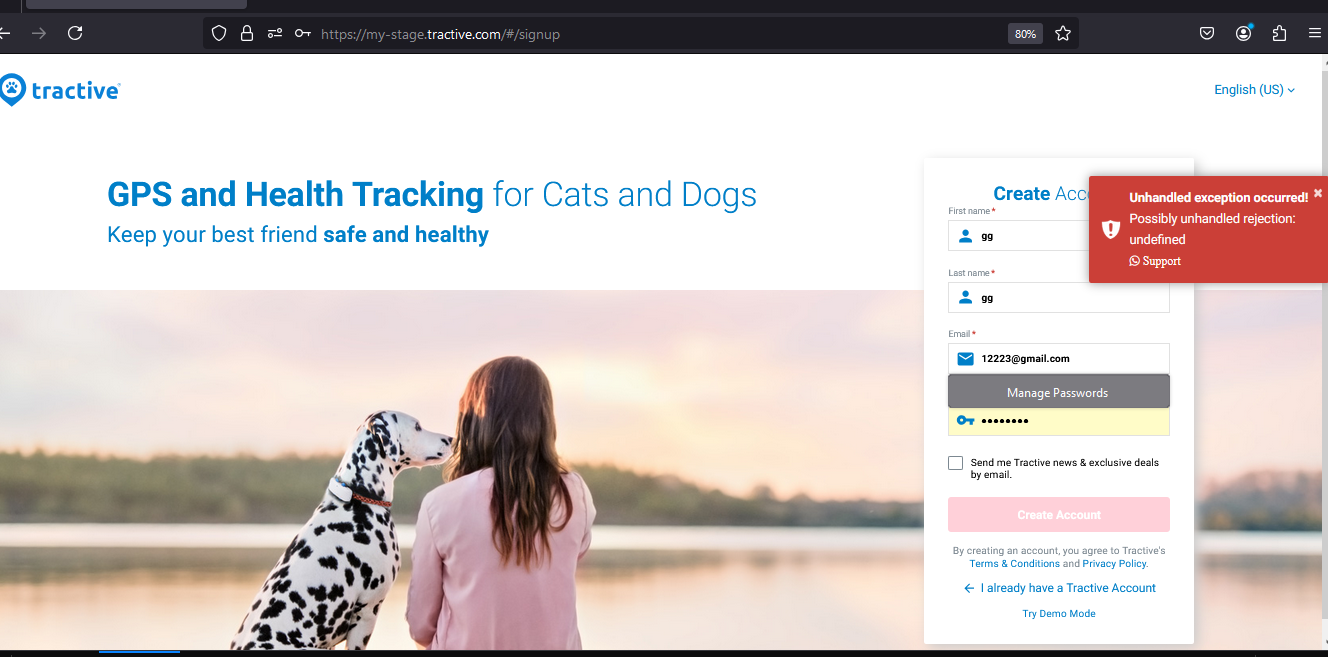 https://my-stage.tractive.com/#/signup
80%
tractive
English (US)
GPS and Health Tracking for Cats and Dogs
Keep your best friend safe and healthy
Create Acc
First name*
gg
Last name*
gg
Email*
12223@gmail.com
Manage Passwords
Send me Tractive news & exclusive deals
by email.
Create Account
By creating an account, you agree to Tractive's
Terms & Conditions and Privacy Policy.
I already have a Tractive Account
Try Demo Mode
Unhandled exception occurred!
Possibly unhandled rejection:
undefined
Support